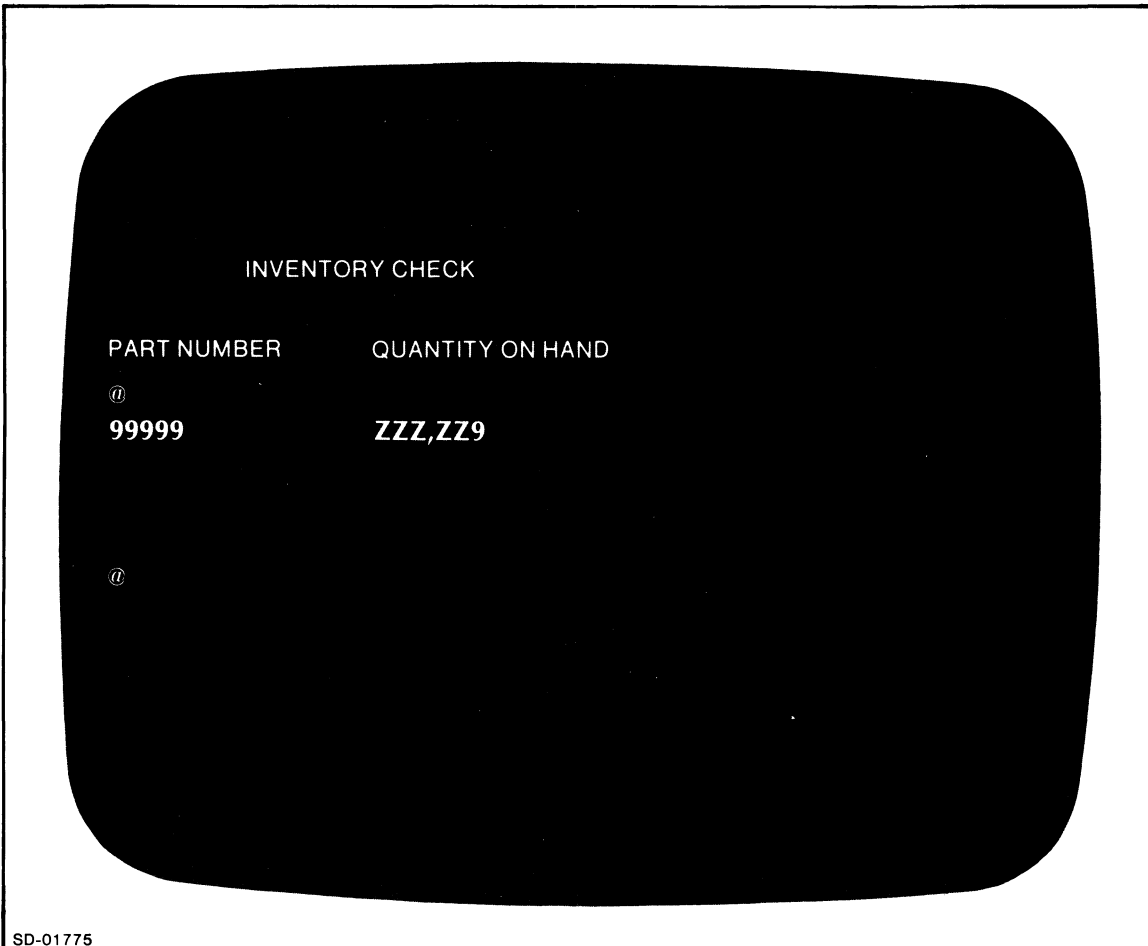 INVENTORY CHECK
PART NUMBER QUANTITY ON HAND
@
99999 ZZZ,ZZ9
@
SD-01775